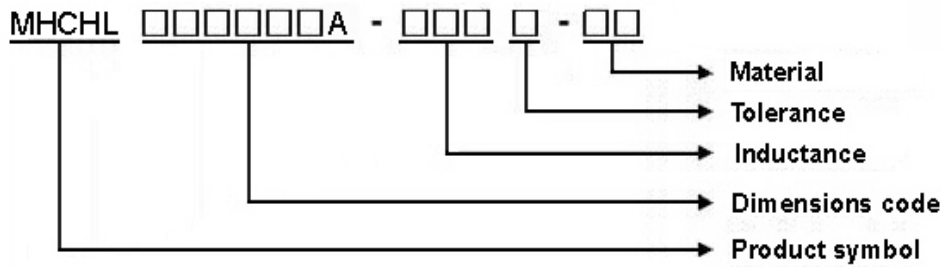 MHCHL □□□□□□A - □□□ □ - □□
Material
Tolerance
Inductance
Dimensions code
Product symbol